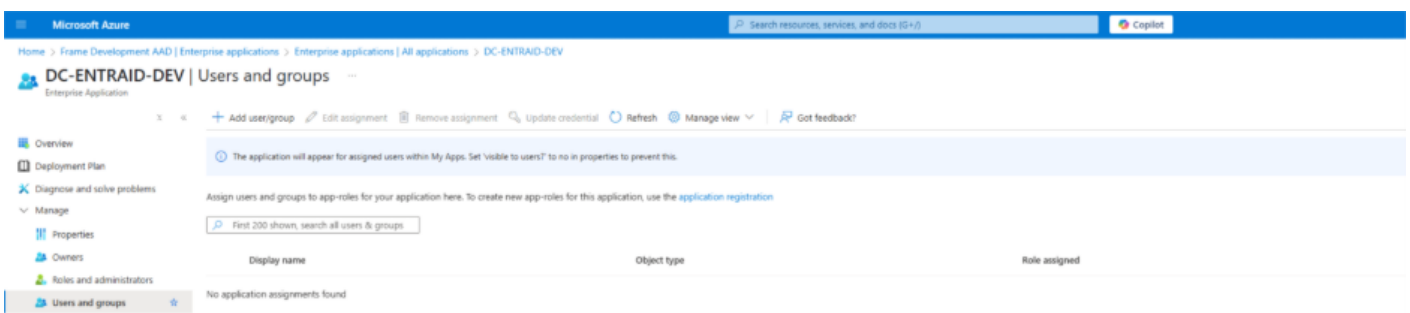 Microsoft Azure
Search resources, services, and docs (G+/)
Copilot
Home > Frame Development AAD | Enterprise applications > Enterprise applications | All applications > DC-ENTRAID-DEV
DC-ENTRAID-DEV | Users and groups ...
Enterprise Application
Add user/group Edit assignment Remove assignment Update credential Refresh Manage view Got feedback?
Overview
Deployment Plan
Diagnose and solve problems
Manage
Properties
Owners
Roles and administrators
Users and groups
The application will appear for assigned users within My Apps. Set 'visible to users?' to no in properties to prevent this.
Assign users and groups to app-roles for your application here. To create new app-roles for this application, use the application registration
First 200 shown, search all users & groups
Display name Object type Role assigned
No application assignments found